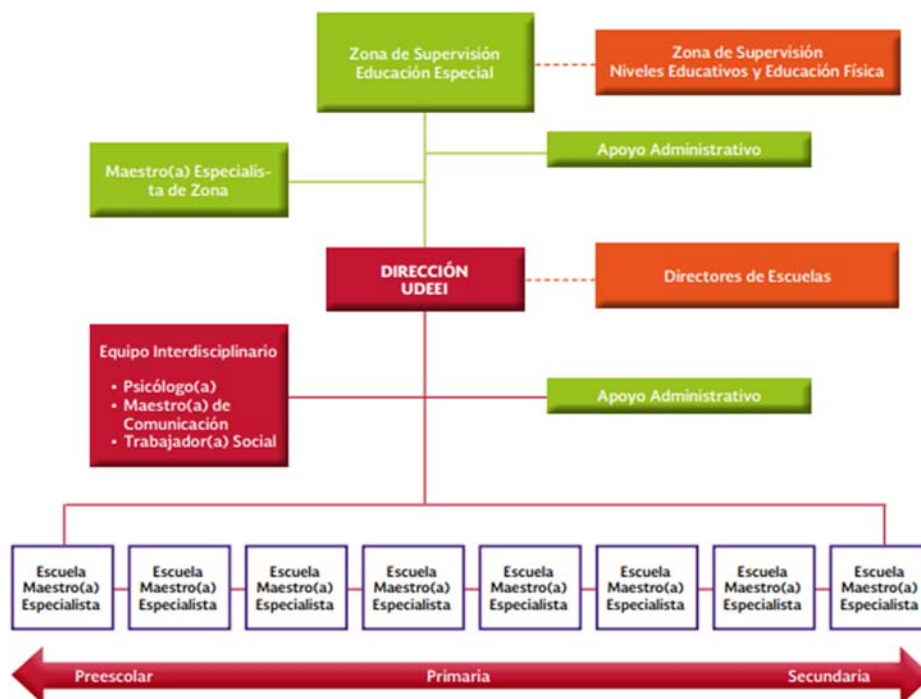 Zona de Supervisión
Educación Especial
Zona de Supervisión
Niveles Educativos y Educación Física
Apoyo Administrativo
Maestro(a) Especialis-
ta de Zona
DIRECCIÓN
UDEEI
Directores de Escuelas
Equipo Interdisciplinario
• Psicólogo(a)
• Maestro(a) de
Comunicación
• Trabajador(a) Social
Apoyo Administrativo
Escuela
Maestro(a)
Especialista
Escuela
Maestro(a)
Especialista
Escuela
Maestro(a)
Especialista
Escuela
Maestro(a)
Especialista
Escuela
Maestro(a)
Especialista
Escuela
Maestro(a)
Especialista
Escuela
Maestro(a)
Especialista
Escuela
Maestro(a)
Especialista
Preescolar
Primaria
Secundaria